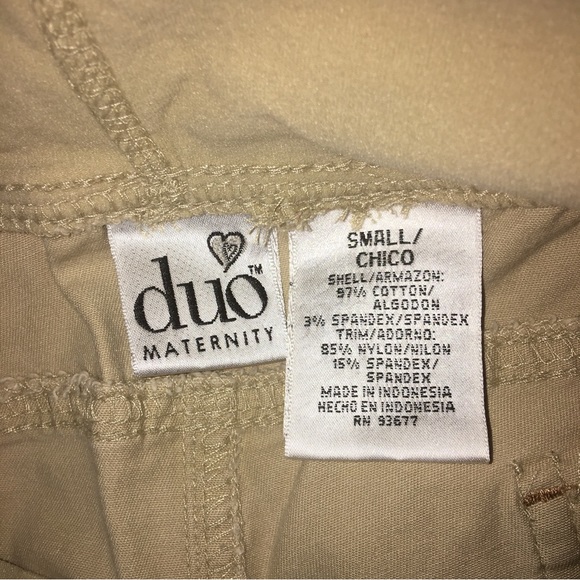 duo™
MATERNITY
SMALL/
CHICO
SHELL/ARMAZON:
97% COTTON/
ALGODON
3% SPANDEX/SPANDEX
TRIM/ADORNO:
85% NYLON/NILON
15% SPANDEX/
SPANDEX
MADE IN INDONESIA
HECHO EN INDONESIA
RN 93677